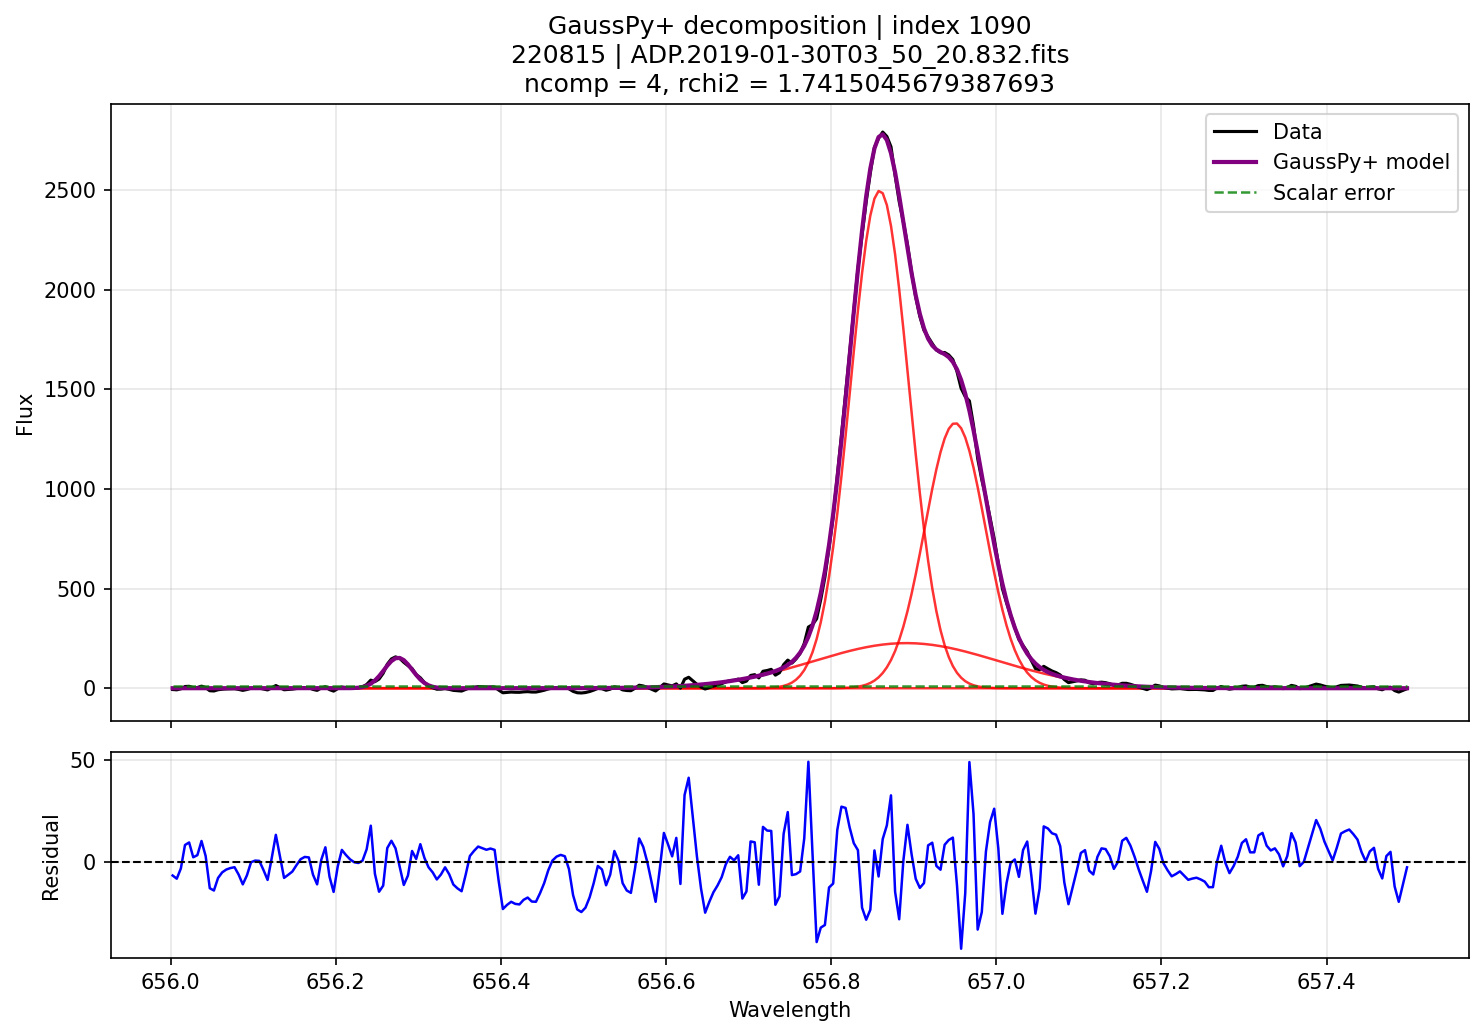 GaussPy+ decomposition | index 1090
220815 | ADP.2019-01-30T03_50_20.832.fits
ncomp = 4, rchi2 = 1.7415045679387693
Data
GaussPy+ model
Scalar error
Flux
2500
2000
1500
1000
500
0
Residual
50
0
656.0 656.2 656.4 656.6 656.8 657.0 657.2 657.4
Wavelength